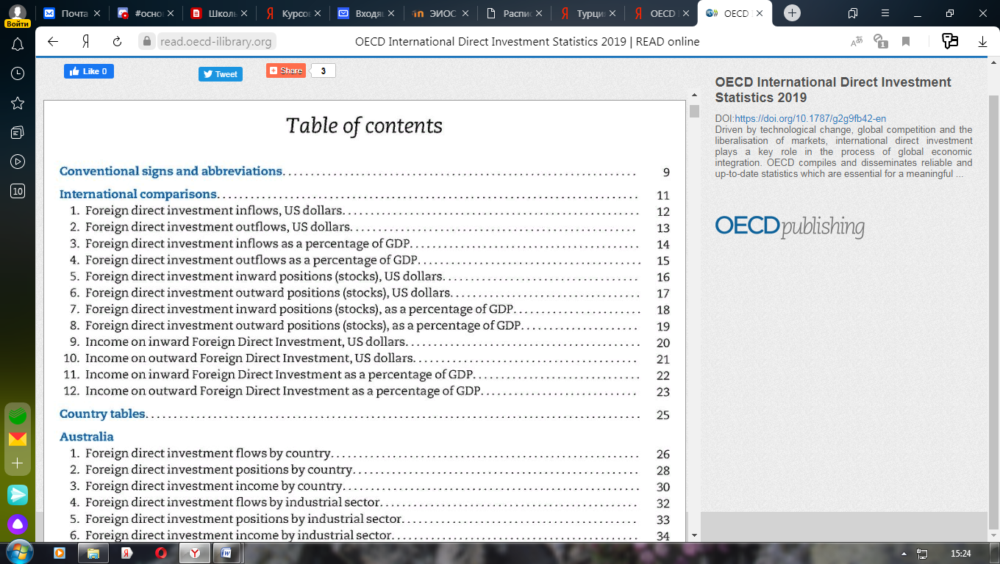 Войти
Почта
#осно
Школь
Курсо
Входя
ЭИОС
Распис
Турция
OECD I
OECD
read.oecd-ilibrary.org
OECD International Direct Investment Statistics 2019 | READ online
1
10
Like 0
Tweet
Share
3
Table of contents
Conventional signs and abbreviations 9
International comparisons 11
1. Foreign direct investment inflows, US dollars 12
2. Foreign direct investment outflows, US dollars 13
3. Foreign direct investment inflows as a percentage of GDP 14
4. Foreign direct investment outflows as a percentage of GDP 15
5. Foreign direct investment inward positions (stocks), US dollars 16
6. Foreign direct investment outward positions (stocks), US dollars 17
7. Foreign direct investment inward positions (stocks), as a percentage of GDP 18
8. Foreign direct investment outward positions (stocks), as a percentage of GDP 19
9. Income on inward Foreign Direct Investment, US dollars 20
10. Income on outward Foreign Direct Investment, US dollars 21
11. Income on inward Foreign Direct Investment as a percentage of GDP 22
12. Income on outward Foreign Direct Investment as a percentage of GDP 23
Country tables 25
Australia
1. Foreign direct investment flows by country 26
2. Foreign direct investment positions by country 28
3. Foreign direct investment income by country 30
4. Foreign direct investment flows by industrial sector 32
5. Foreign direct investment positions by industrial sector 33
6. Foreign direct investment income by industrial sector 34
OECD International Direct Investment
Statistics 2019
DOI:https://doi.org/10.1787/g2g9fb42-en
Driven by technological change, global competition and the
liberalisation of markets, international direct investment
plays a key role in the process of global economic
integration. OECD compiles and disseminates reliable and
up-to-date statistics which are essential for a meaningful ...
OECD publishing
15:24